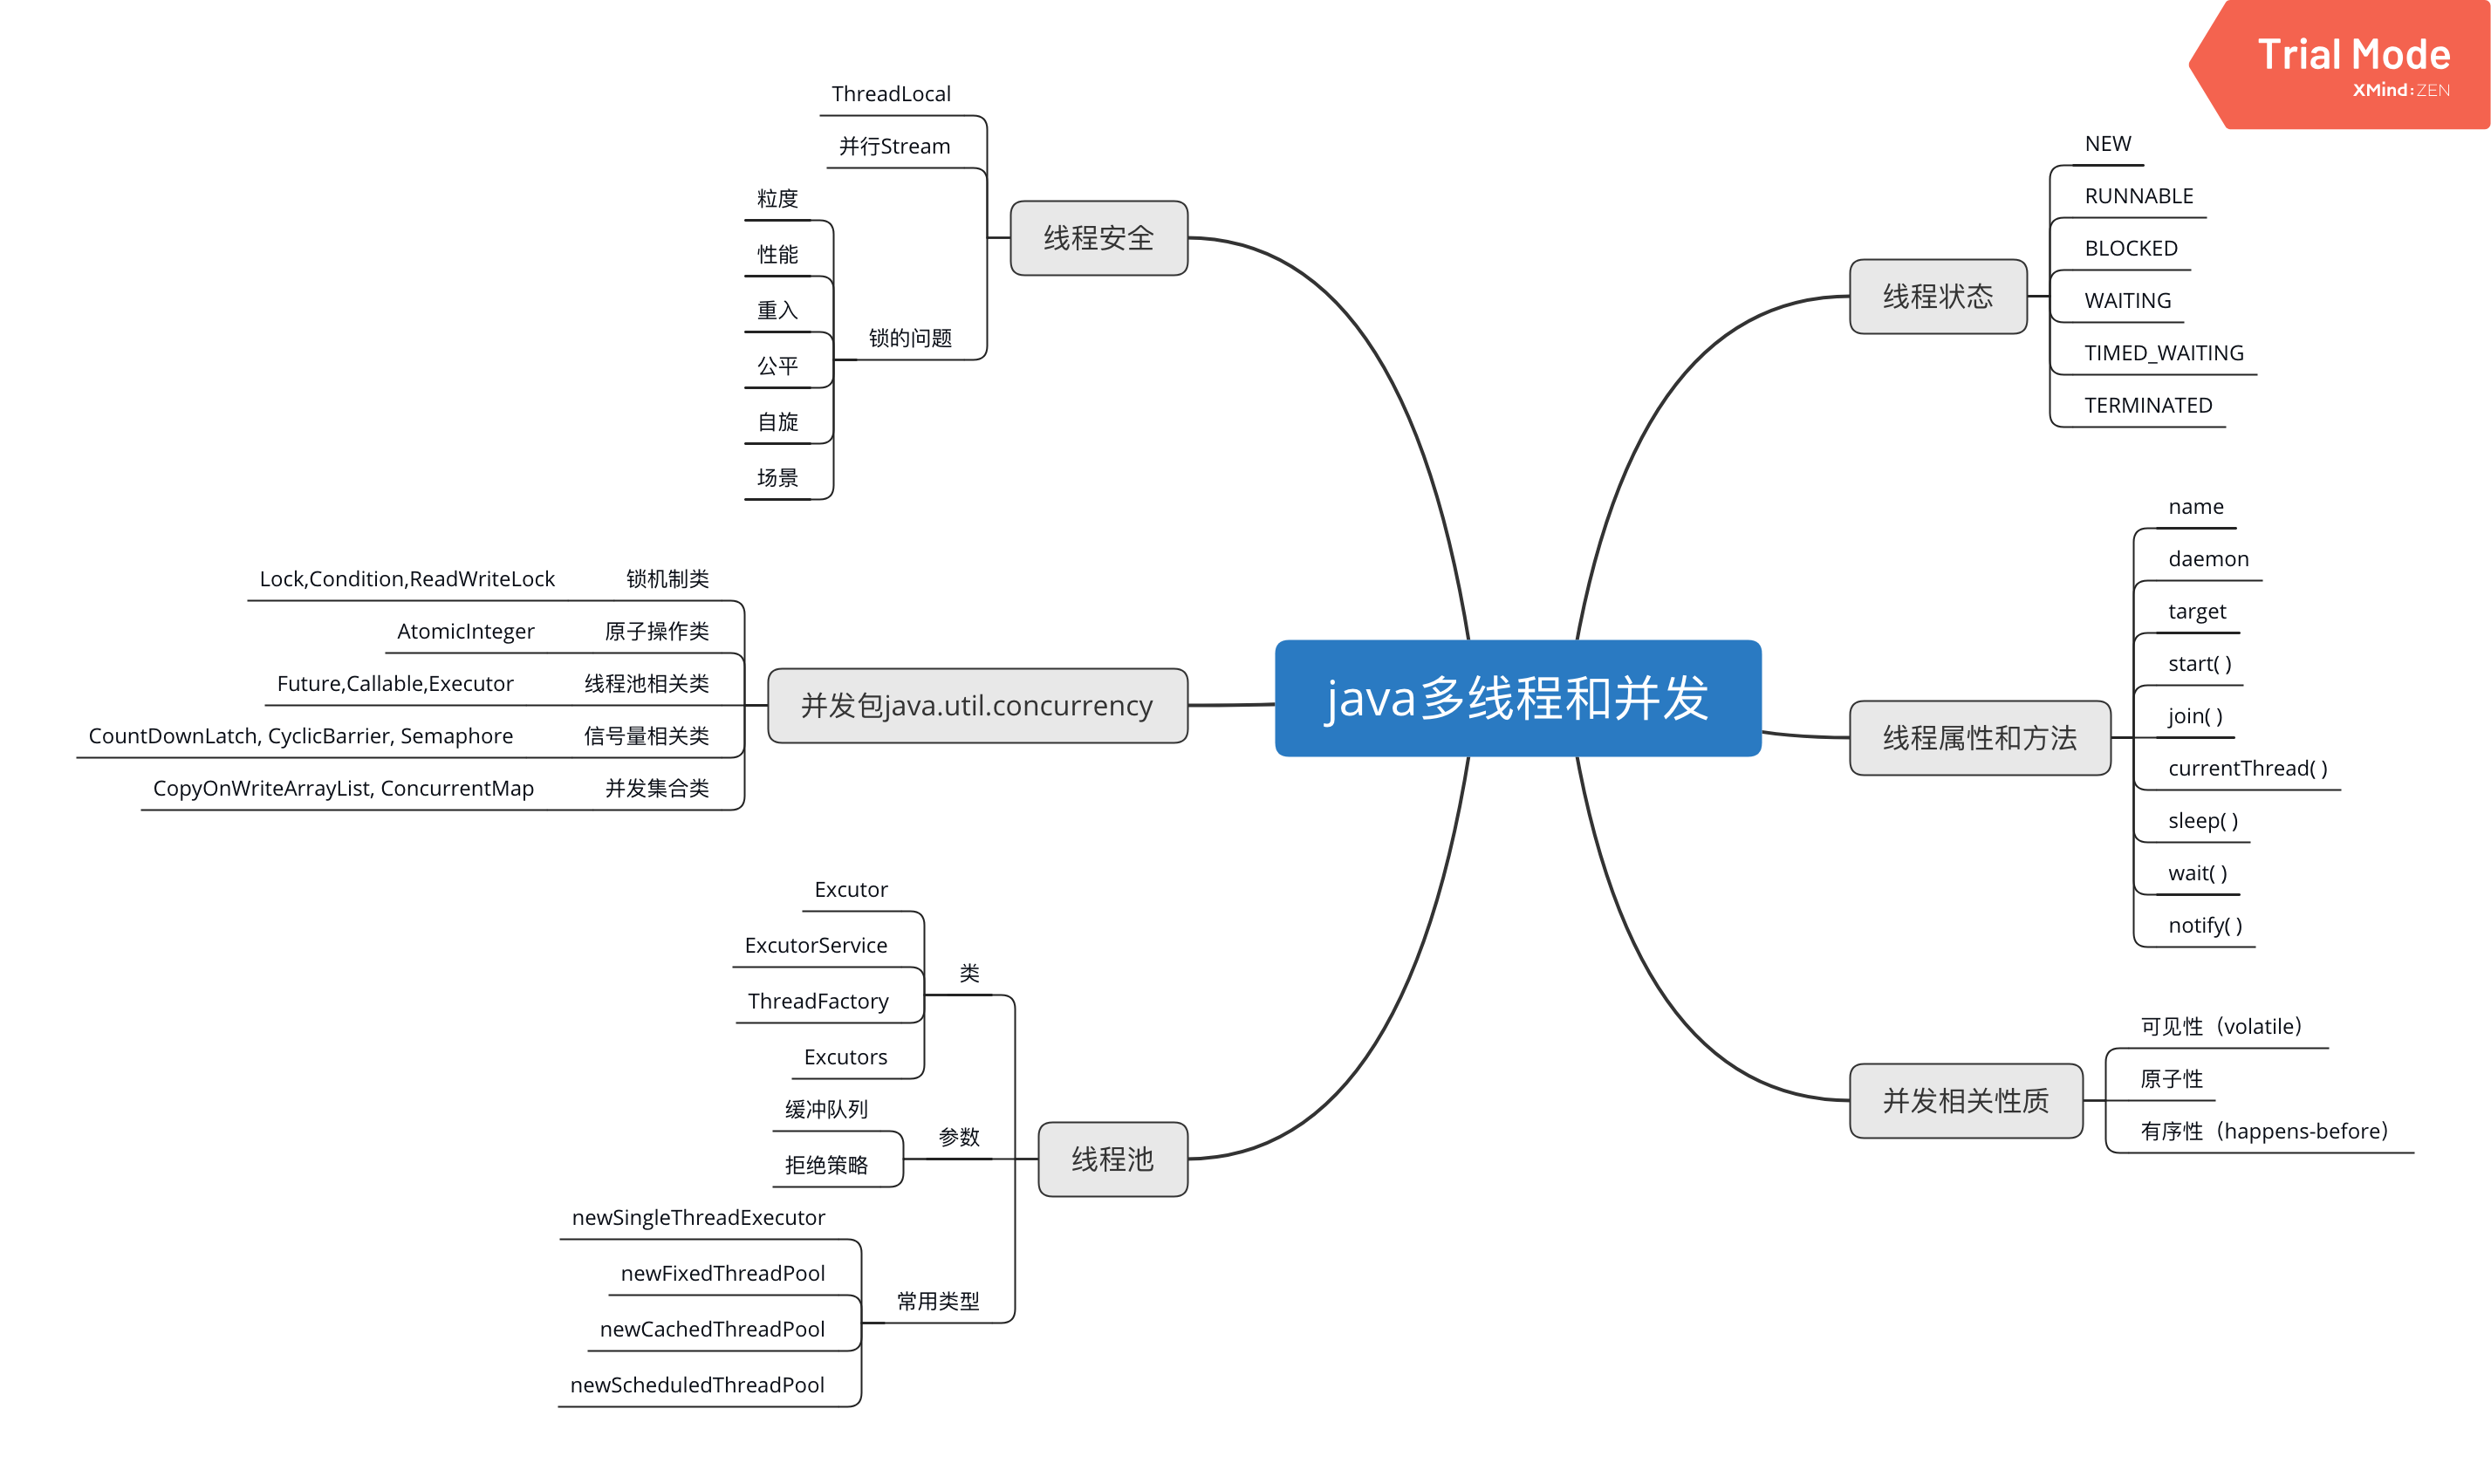 Trial Mode
XMind:ZEN
java多线程和并发
线程状态
NEW
RUNNABLE
BLOCKED
WAITING
TIMED_WAITING
TERMINATED
线程属性和方法
name
daemon
target
start( )
join( )
currentThread( )
sleep( )
wait( )
notify( )
并发相关性质
可见性（volatile）
原子性
有序性（happens-before）
线程安全
ThreadLocal
并行Stream
锁的问题
粒度
性能
重入
公平
自旋
场景
并发包java.util.concurrency
锁机制类
Lock,Condition,ReadWriteLock
原子操作类
AtomicInteger
线程池相关类
Future,Callable,Executor
信号量相关类
CountDownLatch, CyclicBarrier, Semaphore
并发集合类
CopyOnWriteArrayList, ConcurrentMap
线程池
类
Excutor
ExcutorService
ThreadFactory
Excutors
参数
缓冲队列
拒绝策略
常用类型
newSingleThreadExecutor
newFixedThreadPool
newCachedThreadPool
newScheduledThreadPool